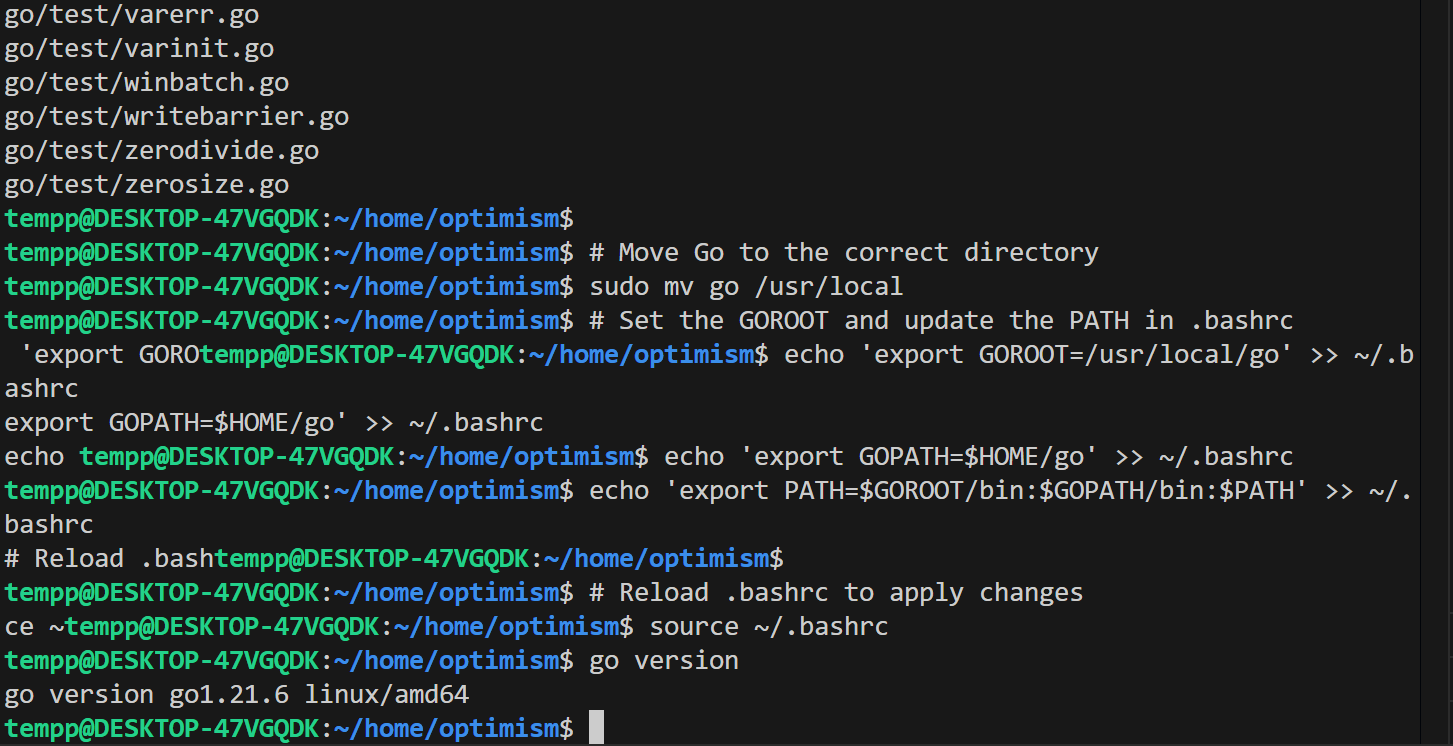 go/test/varerr.go
go/test/varinit.go
go/test/winbatch.go
go/test/writebarrier.go
go/test/zerodivide.go
go/test/zerosize.go
tempp@DESKTOP-47VGQDK:~/home/optimism$
tempp@DESKTOP-47VGQDK:~/home/optimism$ # Move Go to the correct directory
tempp@DESKTOP-47VGQDK:~/home/optimism$ sudo mv go /usr/local
tempp@DESKTOP-47VGQDK:~/home/optimism$ # Set the GOROOT and update the PATH in .bashrc
 'export GOROtempp@DESKTOP-47VGQDK:~/home/optimism$ echo 'export GOROOT=/usr/local/go' >> ~/.b
ashrc
export GOPATH=$HOME/go' >> ~/.bashrc
echo tempp@DESKTOP-47VGQDK:~/home/optimism$ echo 'export GOPATH=$HOME/go' >> ~/.bashrc
tempp@DESKTOP-47VGQDK:~/home/optimism$ echo 'export PATH=$GOROOT/bin:$GOPATH/bin:$PATH' >> ~/.
bashrc
# Reload .bashtempp@DESKTOP-47VGQDK:~/home/optimism$
tempp@DESKTOP-47VGQDK:~/home/optimism$ # Reload .bashrc to apply changes
ce ~tempp@DESKTOP-47VGQDK:~/home/optimism$ source ~/.bashrc
tempp@DESKTOP-47VGQDK:~/home/optimism$ go version
go version go1.21.6 linux/amd64
tempp@DESKTOP-47VGQDK:~/home/optimism$